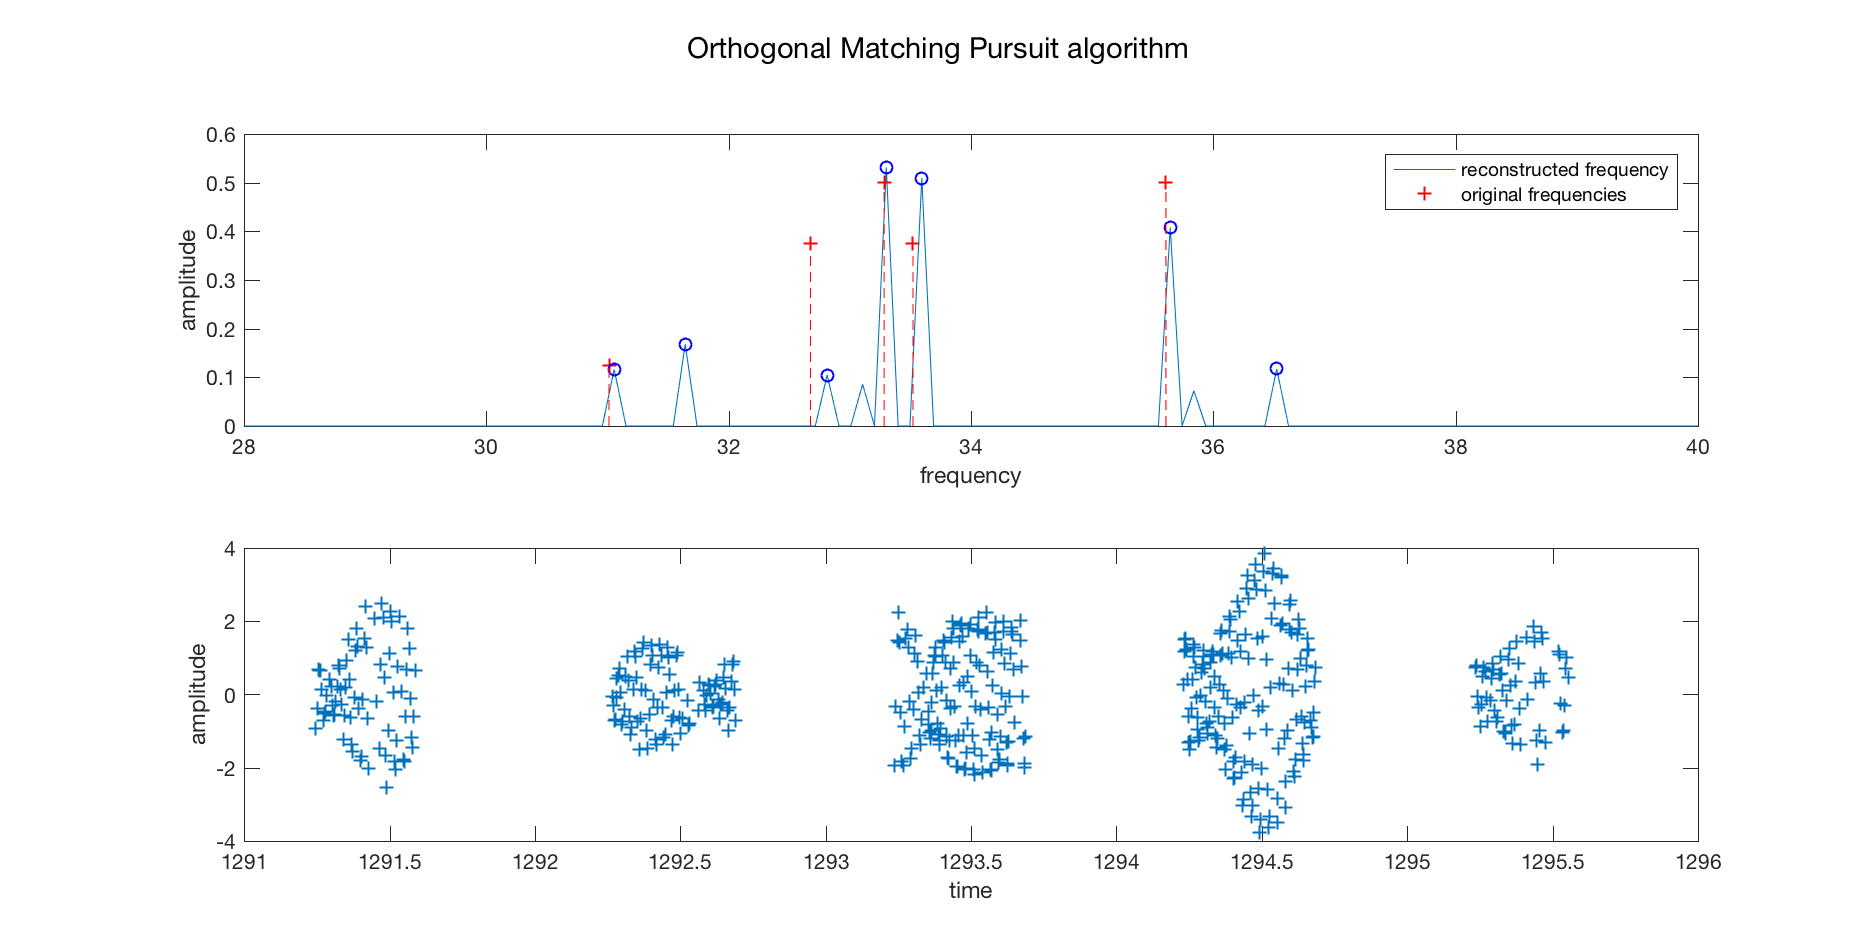 Orthogonal Matching Pursuit algorithm
0.6
0.5
0.4
0.3
0.2
0.1
0
amplitude
reconstructed frequency
original frequencies
28 30 32 34 36 38 40
frequency
4
2
0
-2
-4
amplitude
1291 1291.5 1292 1292.5 1293 1293.5 1294 1294.5 1295 1295.5 1296
time